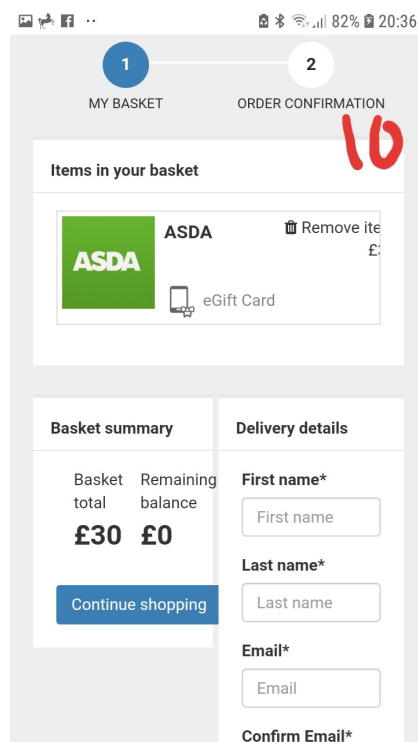 82% 20:36
1 2
MY BASKET ORDER CONFIRMATION
10
Items in your basket
ASDA Remove ite
ASDA £3
eGift Card
Basket summary
Basket Remaining
total balance
£30 £0
Continue shopping
Delivery details
First name*
First name
Last name*
Last name
Email*
Email
Confirm Email*